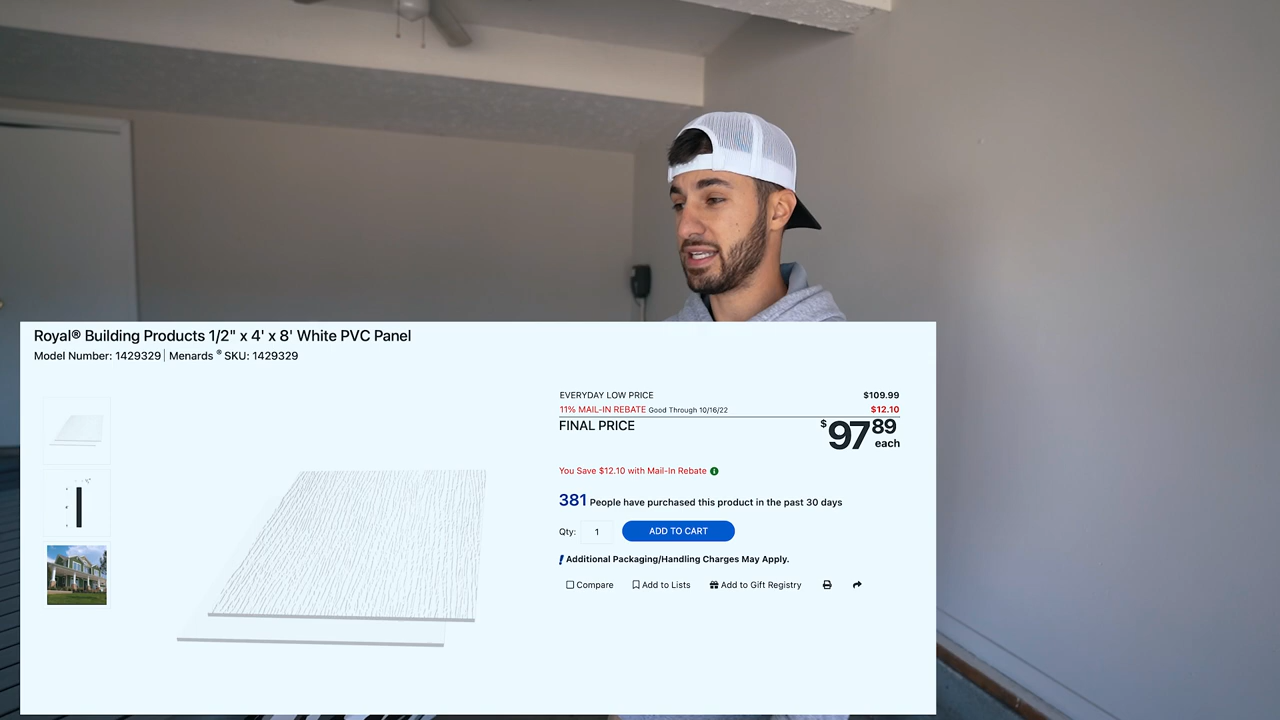 Royal® Building Products 1/2" x 4' x 8' White PVC Panel
Model Number: 1429329 | Menards ® SKU: 1429329
EVERYDAY LOW PRICE $109.99
11% MAIL-IN REBATE Good Through 10/16/22 $12.10
FINAL PRICE $97 89 each
You Save $12.10 with Mail-In Rebate
381 People have purchased this product in the past 30 days
Qty: 1 ADD TO CART
! Additional Packaging/Handling Charges May Apply.
Compare Add to Lists Add to Gift Registry